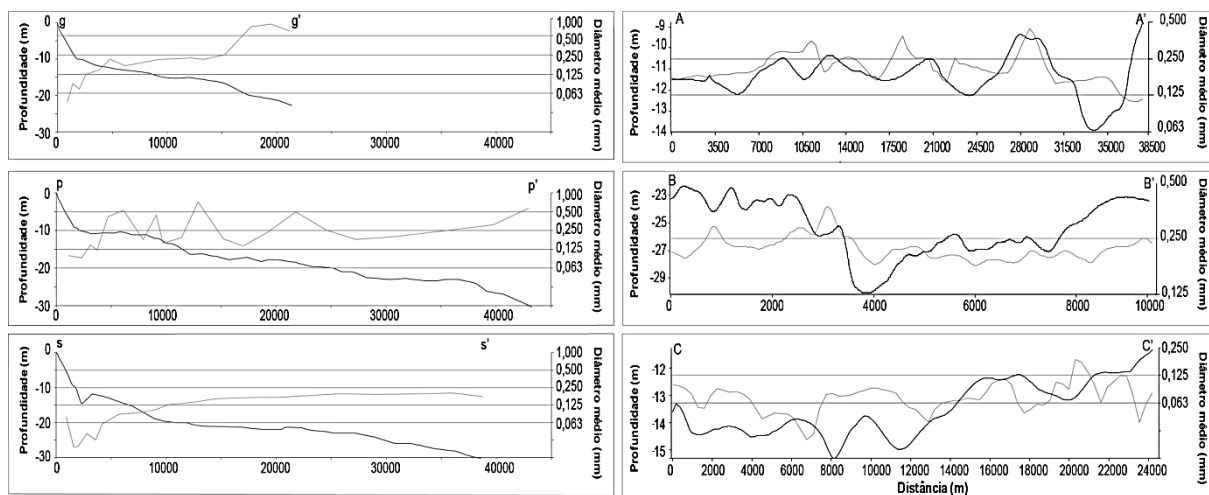 g g'
Profundidade (m)
0
-10
-20
-30
0 10000 20000 30000 40000
1,000
0,500
0,250
0,125
0,063
Diâmetro médio (mm)
p p'
Profundidade (m)
0
-10
-20
-30
0 10000 20000 30000 40000
1,000
0,500
0,250
0,125
0,063
Diâmetro médio (mm)
s s'
Profundidade (m)
0
-10
-20
-30
0 10000 20000 30000 40000
1,000
0,500
0,250
0,125
0,063
Diâmetro médio (mm)
A A'
Profundidade (m)
-9
-10
-11
-12
-13
-14
0 3500 7000 10500 14000 17500 21000 24500 28000 31500 35000 38500
0,500
0,250
0,125
0,063
Diâmetro médio (mm)
B B'
Profundidade (m)
-23
-25
-27
-29
0 2000 4000 6000 8000 10000
0,500
0,250
0,125
Diâmetro médio (mm)
C C'
Profundidade (m)
-12
-13
-14
-15
0 2000 4000 6000 8000 10000 12000 14000 16000 18000 20000 22000 24000
0,250
0,125
0,063
Diâmetro médio (mm)
Distância (m)